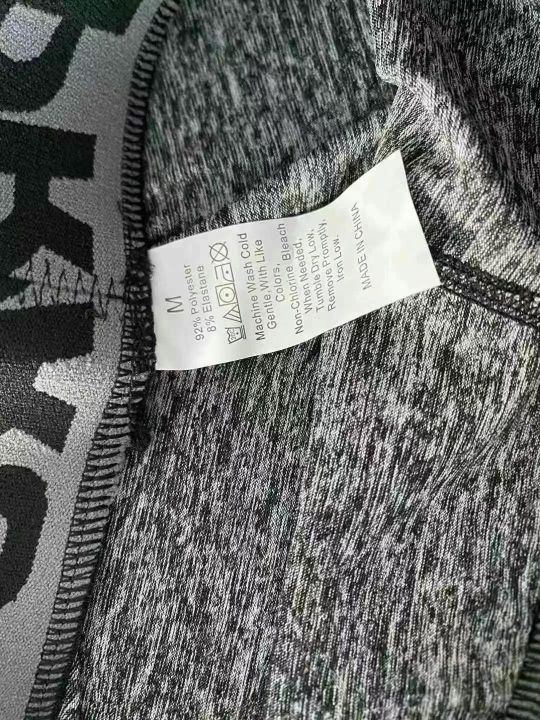 M
92% Polyester
8% Elastane
Machine Wash Cold
Gentle,With Like
Colors,
Non-Chlorine Bleach
When Needed,
Tumble Dry Low,
Remove Promptly,
Iron Low.
MADE IN CHINA